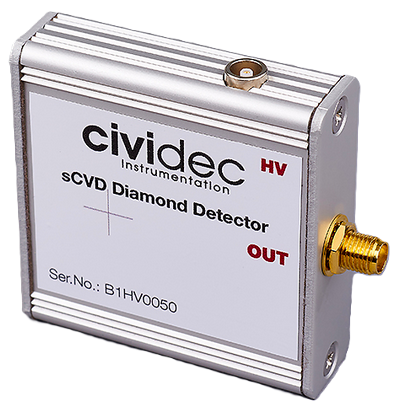 cividec
Instrumentation
HV
sCVD Diamond Detector
OUT
Ser.No.: B1HV0050